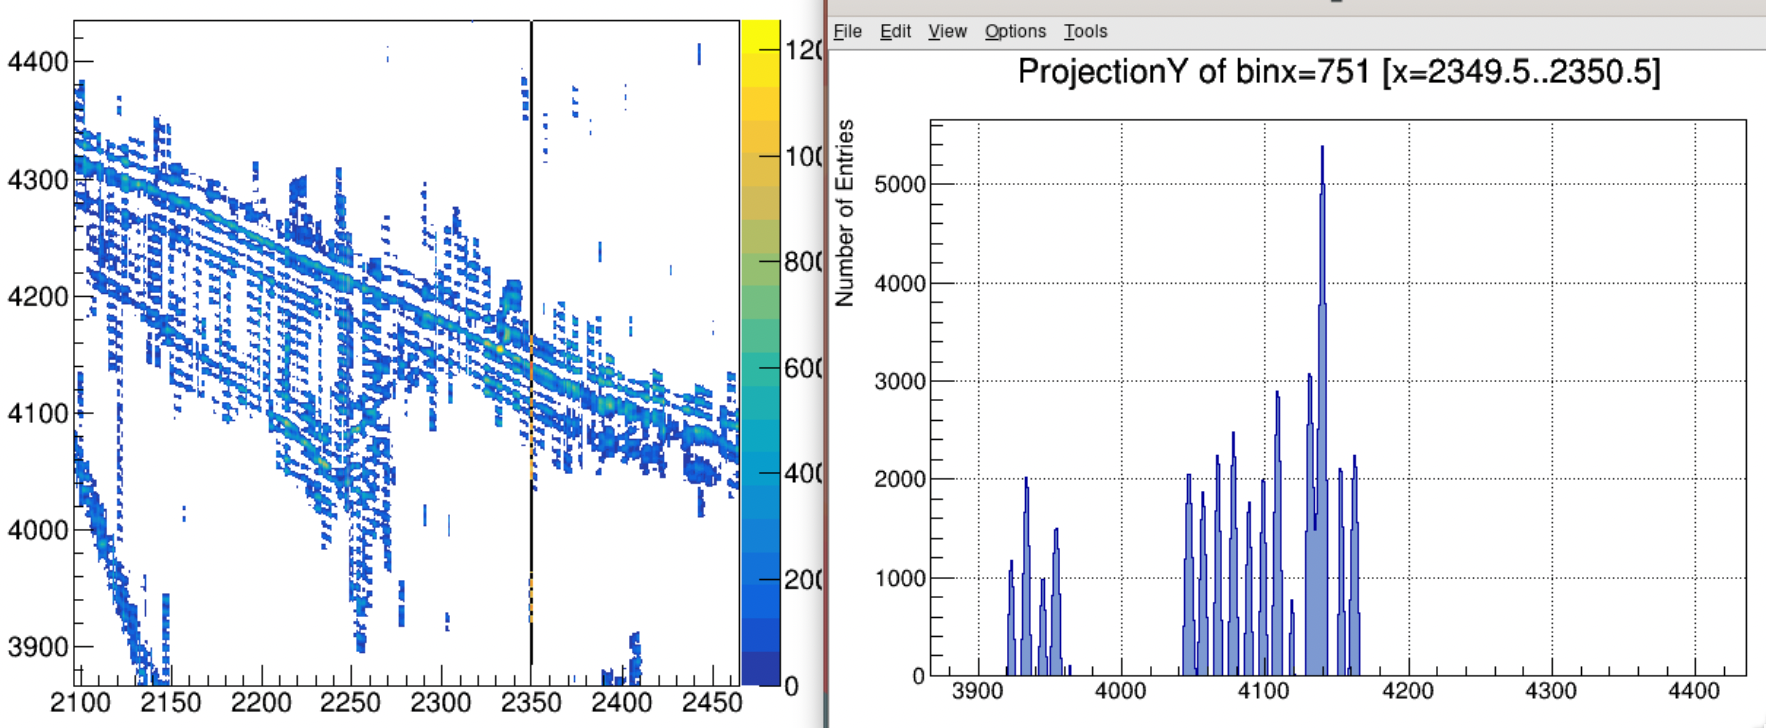 4400
4300
4200
4100
4000
3900
2100 2150 2200 2250 2300 2350 2400 2450
0
File Edit View Options Tools
ProjectionY of binx=751 [x=2349.5..2350.5]
Number of Entries
5000
4000
3000
2000
1000
0
3900 4000 4100 4200 4300 4400